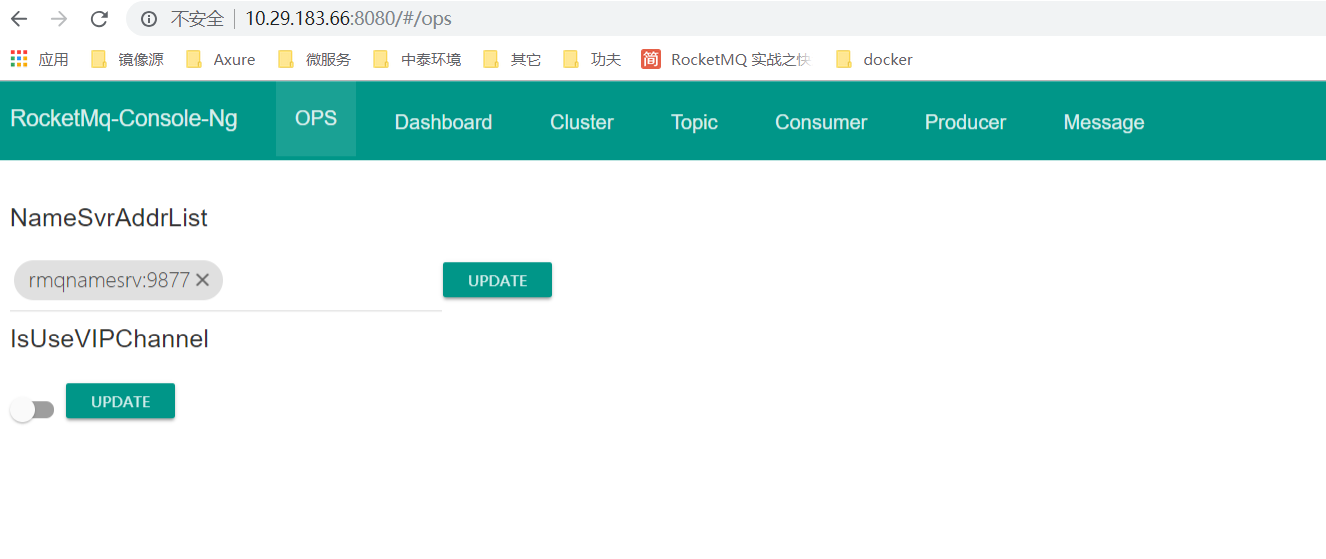 不安全 10.29.183.66:8080/#/ops
应用 镜像源 Axure 微服务 中泰环境 其它 功夫 简 RocketMQ 实战之快 docker
RocketMq-Console-Ng OPS Dashboard Cluster Topic Consumer Producer Message
NameSvrAddrList
rmqnamesrv:9877 UPDATE
IsUseVIPChannel
UPDATE